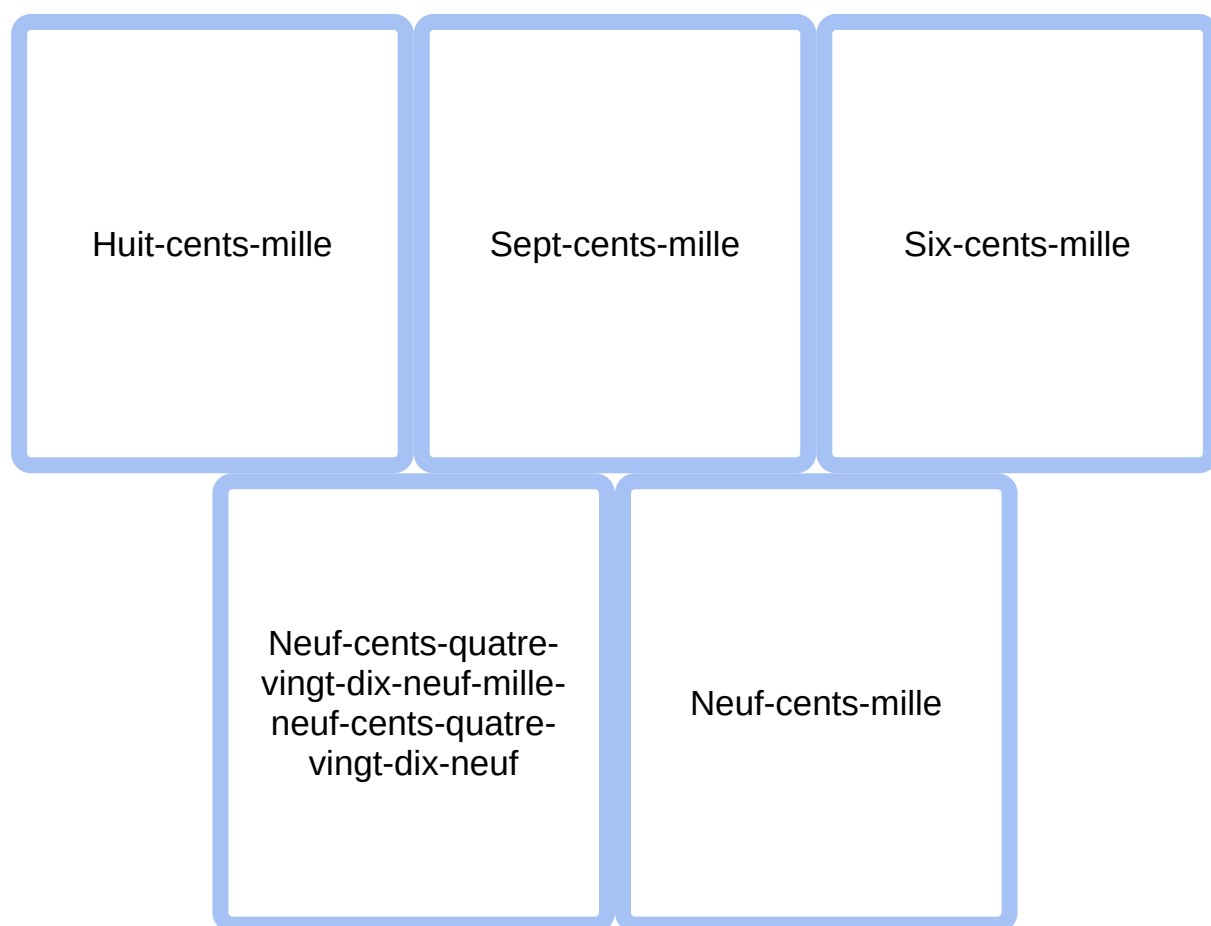 Huit-cents-mille
Sept-cents-mille
Six-cents-mille
Neuf-cents-quatre-
vingt-dix-neuf-mille-
neuf-cents-quatre-
vingt-dix-neuf
Neuf-cents-mille